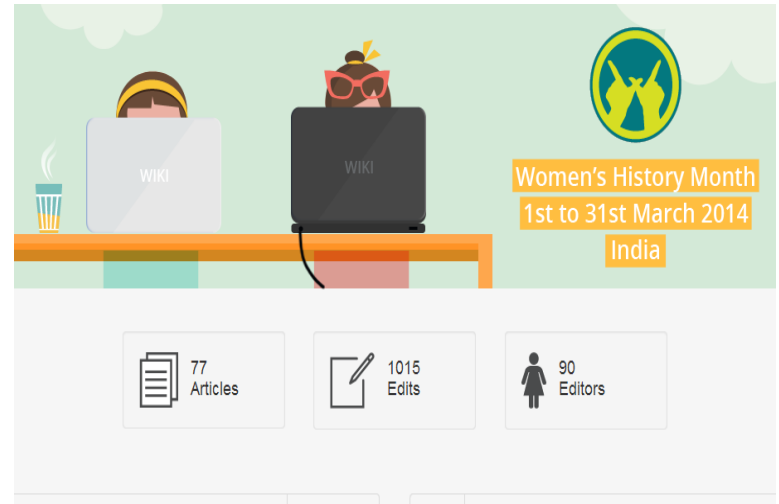 WIKI
WIKI
Women's History Month
1st to 31st March 2014
India
77
Articles
1015
Edits
90
Editors